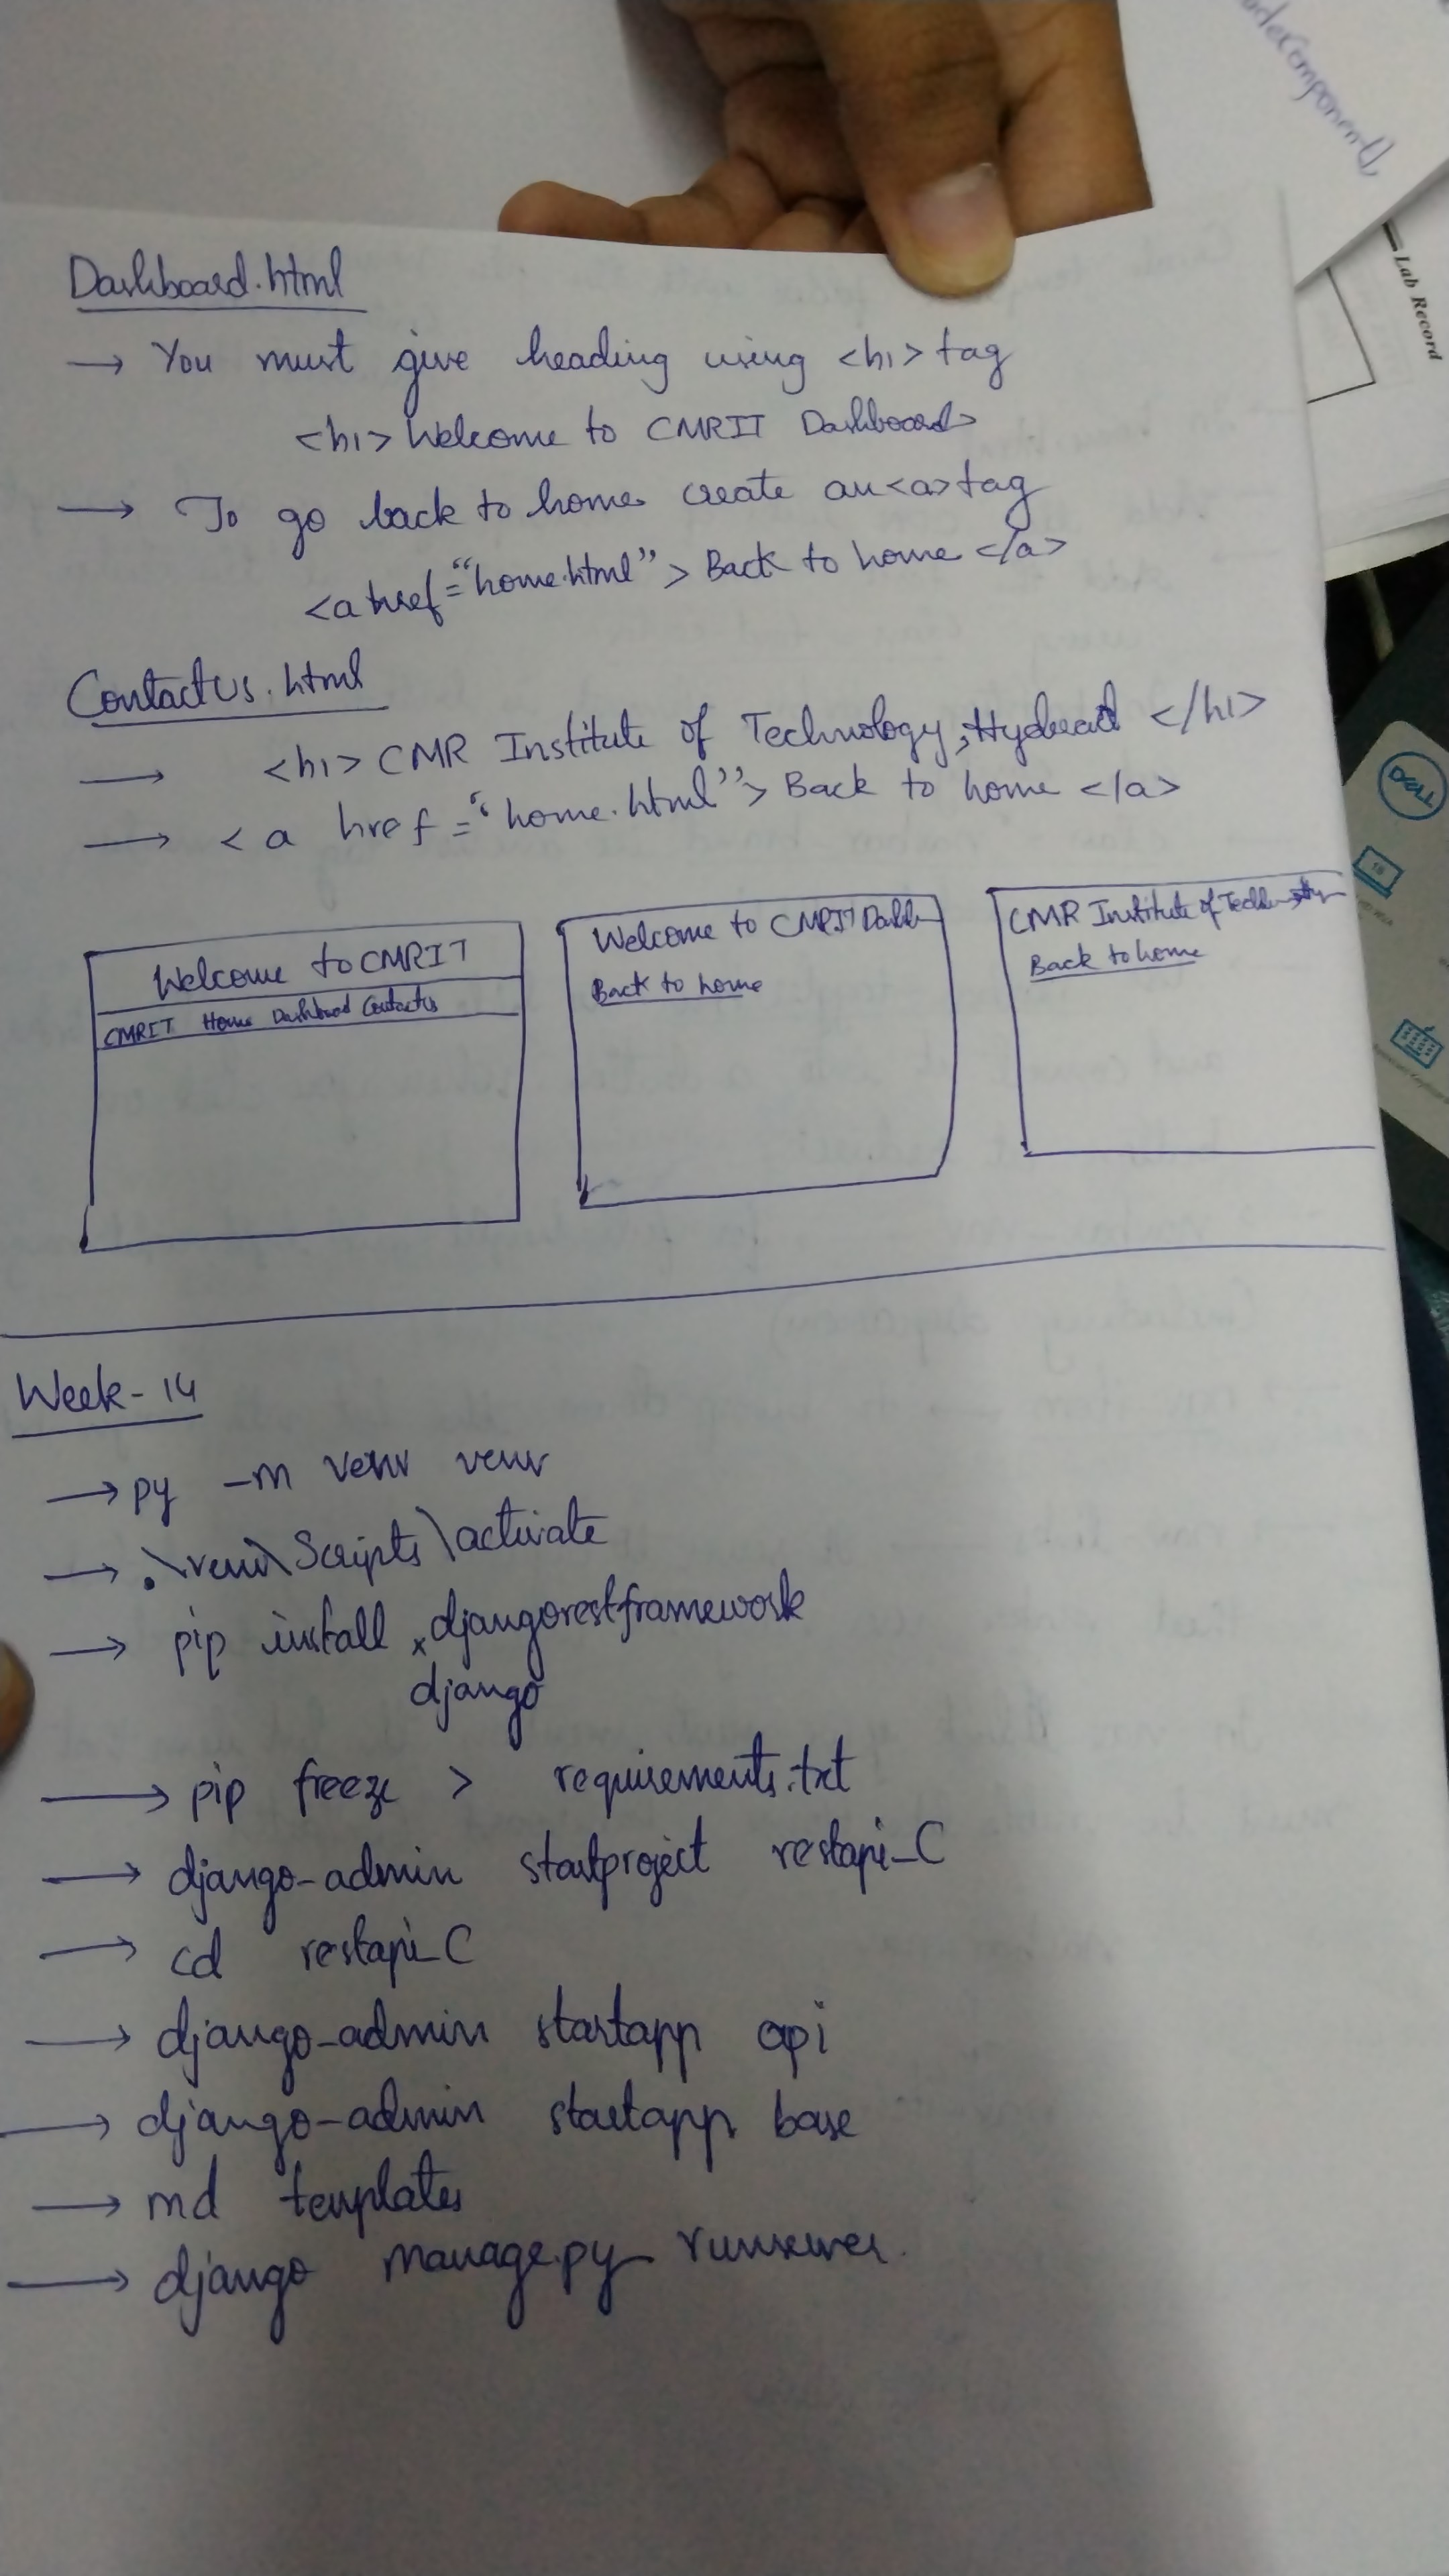 adeComponent(),
Lab Record
Dashboard.html
→ You must give heading using <h1> tag
<h1> Welcome to CMRIT Dashboard>
→ To go back to home create an <a> tag
<a href="home.html"> Back to home </a>
ContactUs.html
→ <h1> CMR Institute of Technology, Hydread </h1>
→ <a href="home.html"> Back to home </a>
Welcome to CMRIT
CMRIT Home Dashboad Contactus
Welcome to CMRIT Dashb
Back to home
CMR Institute of
Back to home
DELL
Week-14
→ py -m venv venv
→ .\venv\Scripts\activate
→ pip install x djangorestframework
django
→ pip freeze > requirements.txt
→ django-admin startproject restapi_C
→ cd restapi_C
→ django-admin startapp api
→ django-admin startapp base
→ md templates
→ django manage.py runserver.